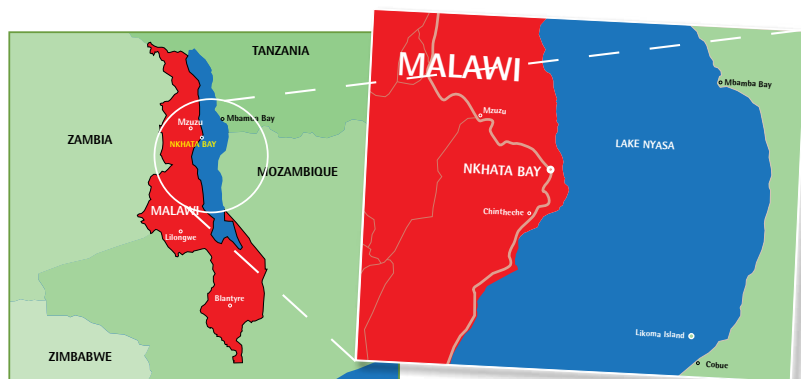 TANZANIA
ZAMBIA
Mzuzu
Mbamba Bay
NKHATA BAY
MOZAMBIQUE
MALAWI
Lilongwe
Blantyre
ZIMBABWE
MALAWI
Mbamba Bay
Mzuzu
LAKE NYASA
NKHATA BAY
Chintheche
Likoma Island
Cobue